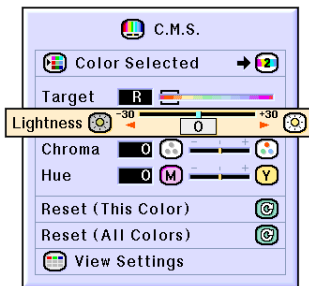 C.M.S.
Color Selected 2
Target R
Lightness -30 0 +30
Chroma 0 - +
Hue 0 M - + Y
Reset (This Color)
Reset (All Colors)
View Settings